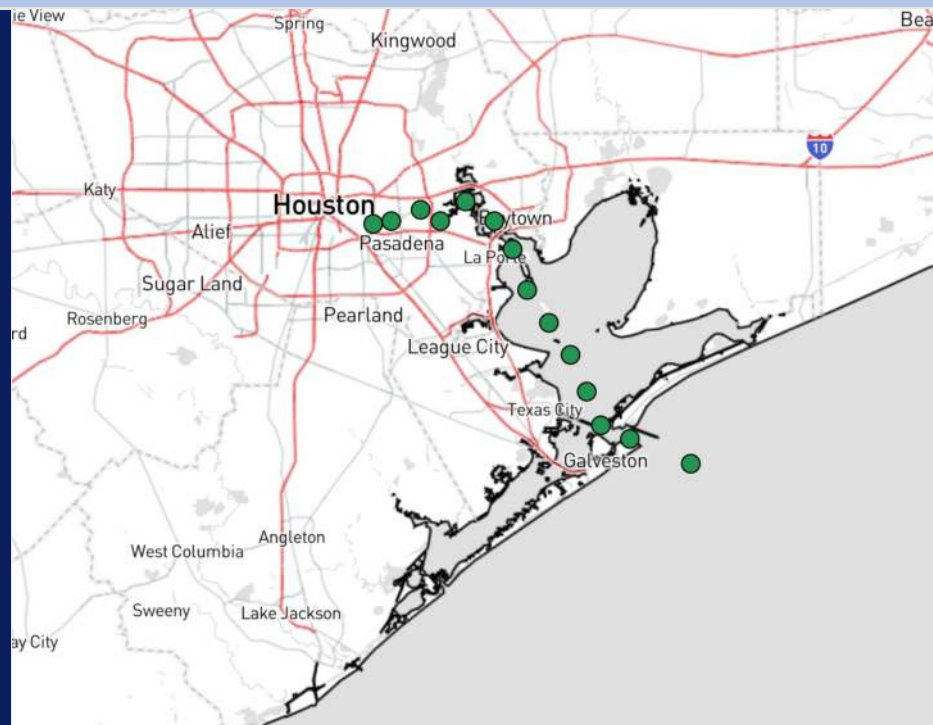 ie View
Spring
Kingwood
Bea
10
Katy
Houston
Baytown
Alief
Pasadena
La Porte
Sugar Land
Rosenberg
Pearland
rd
League City
Texas City
Galveston
Angleton
West Columbia
Sweeny
Lake Jackson
ay City